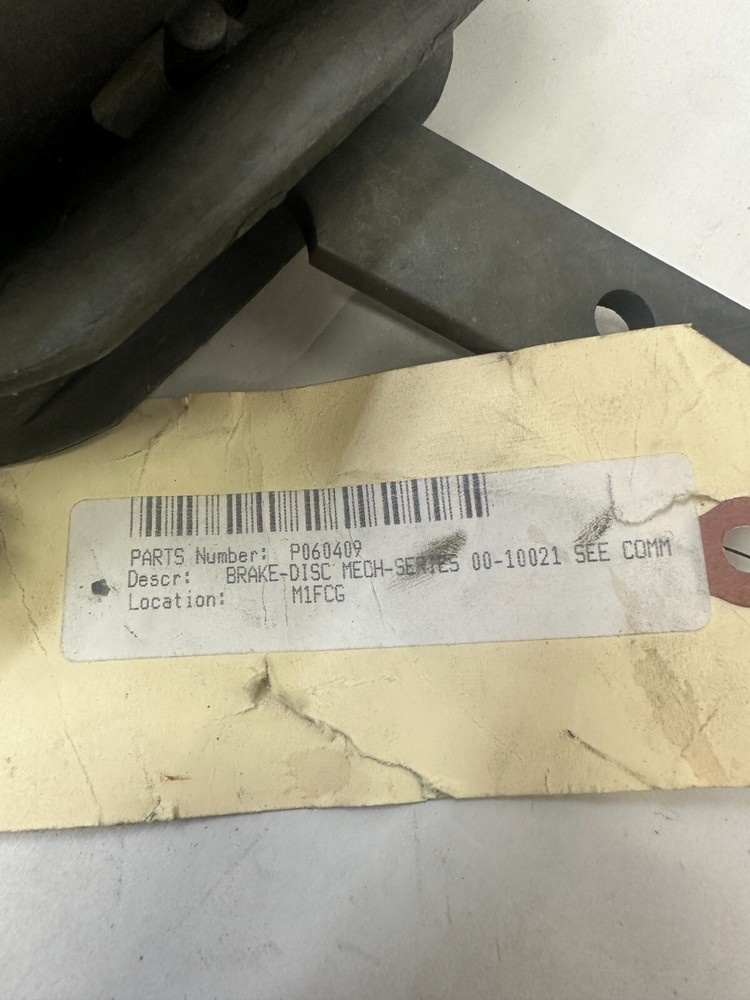 PARTS Number: P060409
Descr: BRAKE-DISC MECH-SERIES 00-10021 SEE COMM
Location: M1FCG